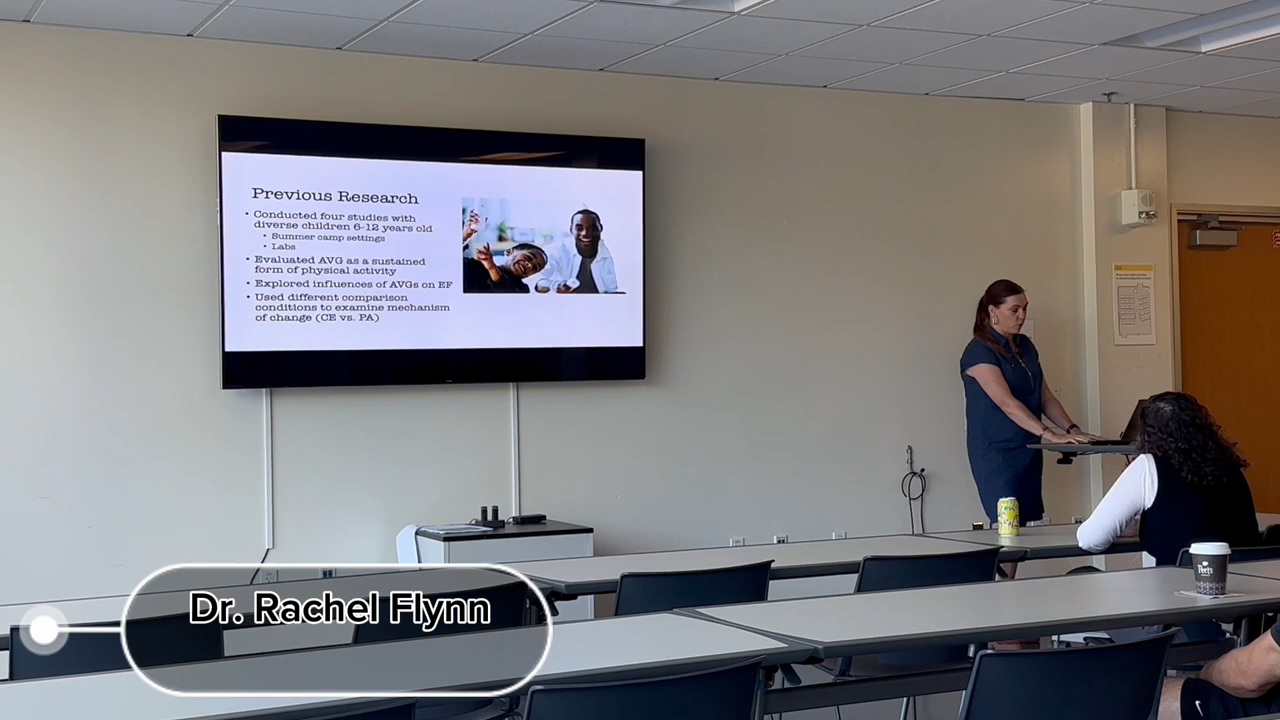 Previous Research
• Conducted four studies with
diverse children 6-12 years old
• Summer camp settings
• Labs
• Evaluated AVG as a sustained
form of physical activity
• Explored influences of AVGs on EF
• Used different comparison
conditions to examine mechanism
of change (CE vs. PA)
Peet's
Dr. Rachel Flynn